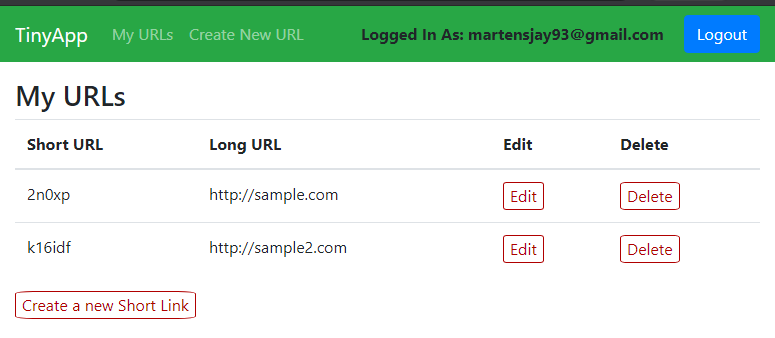 TinyApp My URLs Create New URL Logged In As: martensjay93@gmail.com Logout
My URLs
Short URL Long URL Edit Delete
2n0xp http://sample.com Edit Delete
k16idf http://sample2.com Edit Delete
Create a new Short Link